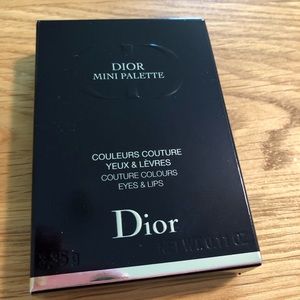 DIOR
MINI PALETTE
COULEURS COUTURE
YEUX & LÈVRES
COUTURE COLOURS
EYES & LIPS
Dior